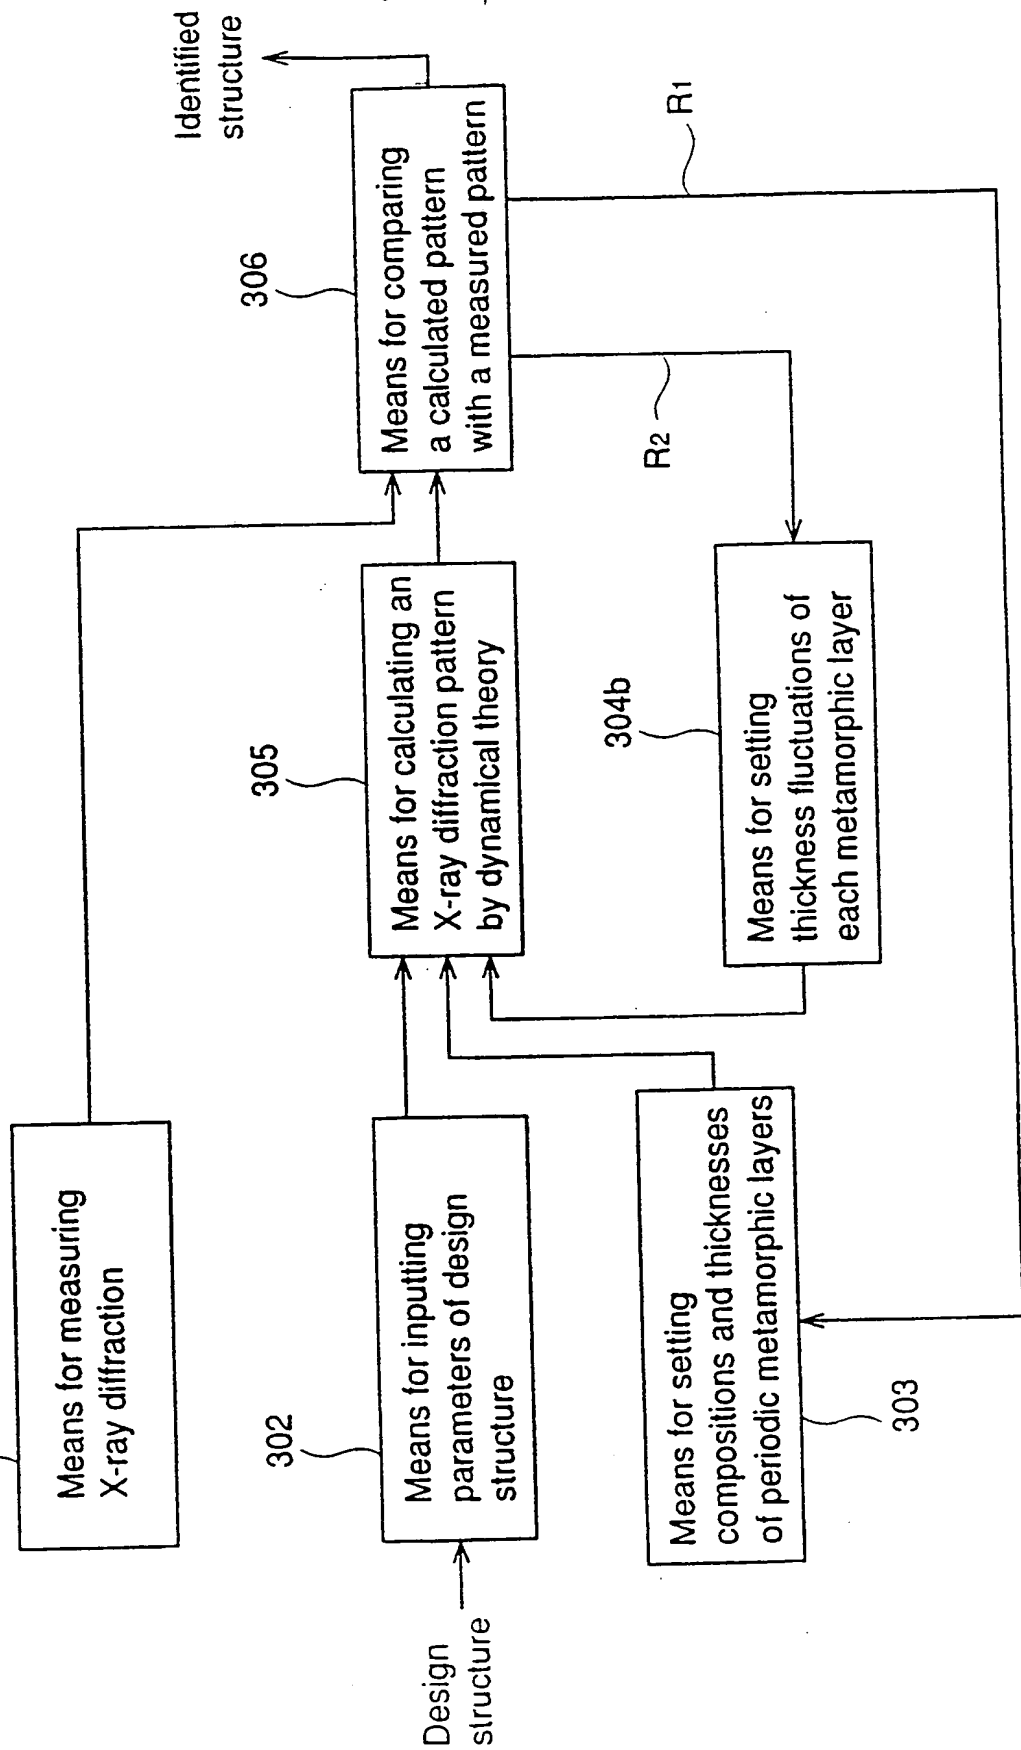 Means for measuring
X-ray diffraction
Design
structure
302
Means for inputting
parameters of design
structure
Means for setting
compositions and thicknesses
of periodic metamorphic layers
303
305
Means for calculating an
X-ray diffraction pattern
by dynamical theory
304b
Means for setting
thickness fluctuations of
each metamorphic layer
306
Means for comparing
a calculated pattern
with a measured pattern
R2
R1
Identified
structure